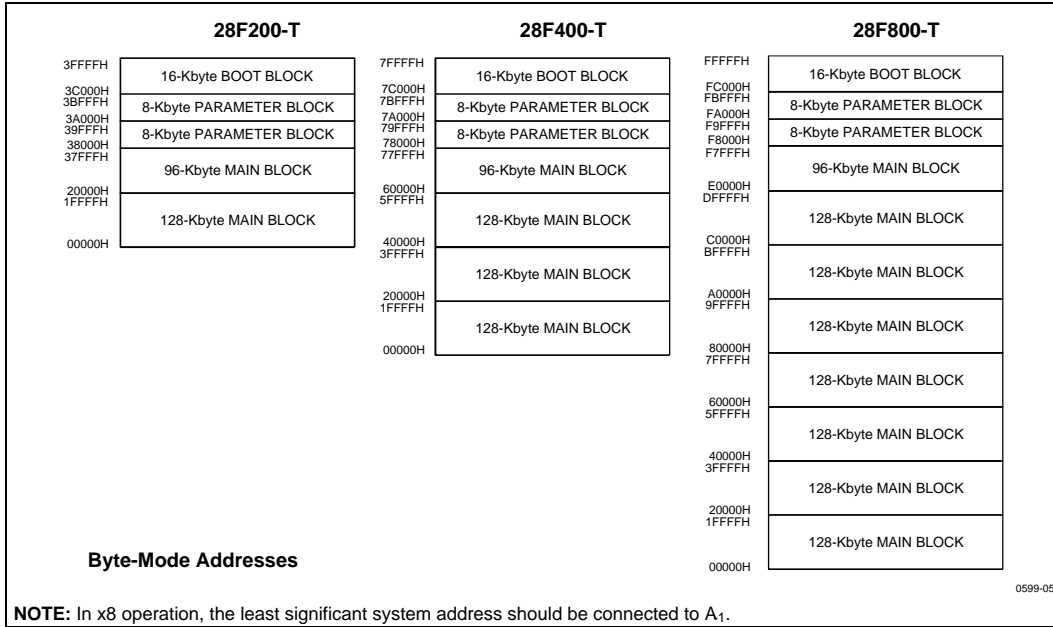 28F200-T
3FFFFH
16-Kbyte BOOT BLOCK
3C000H
3BFFFH
8-Kbyte PARAMETER BLOCK
3A000H
39FFFH
8-Kbyte PARAMETER BLOCK
38000H
37FFFH
96-Kbyte MAIN BLOCK
20000H
1FFFFH
128-Kbyte MAIN BLOCK
00000H
28F400-T
7FFFFH
16-Kbyte BOOT BLOCK
7C000H
7BFFFH
8-Kbyte PARAMETER BLOCK
7A000H
79FFFH
8-Kbyte PARAMETER BLOCK
78000H
77FFFH
96-Kbyte MAIN BLOCK
60000H
5FFFFH
128-Kbyte MAIN BLOCK
40000H
3FFFFH
128-Kbyte MAIN BLOCK
20000H
1FFFFH
128-Kbyte MAIN BLOCK
00000H
28F800-T
FFFFFH
16-Kbyte BOOT BLOCK
FC000H
FBFFFH
8-Kbyte PARAMETER BLOCK
FA000H
F9FFFH
8-Kbyte PARAMETER BLOCK
F8000H
F7FFFH
96-Kbyte MAIN BLOCK
E0000H
DFFFFH
128-Kbyte MAIN BLOCK
C0000H
BFFFFH
128-Kbyte MAIN BLOCK
A0000H
9FFFFH
128-Kbyte MAIN BLOCK
80000H
7FFFFH
128-Kbyte MAIN BLOCK
60000H
5FFFFH
128-Kbyte MAIN BLOCK
40000H
3FFFFH
128-Kbyte MAIN BLOCK
20000H
1FFFFH
128-Kbyte MAIN BLOCK
00000H
Byte-Mode Addresses
0599-05
NOTE: In x8 operation, the least significant system address should be connected to A₁.